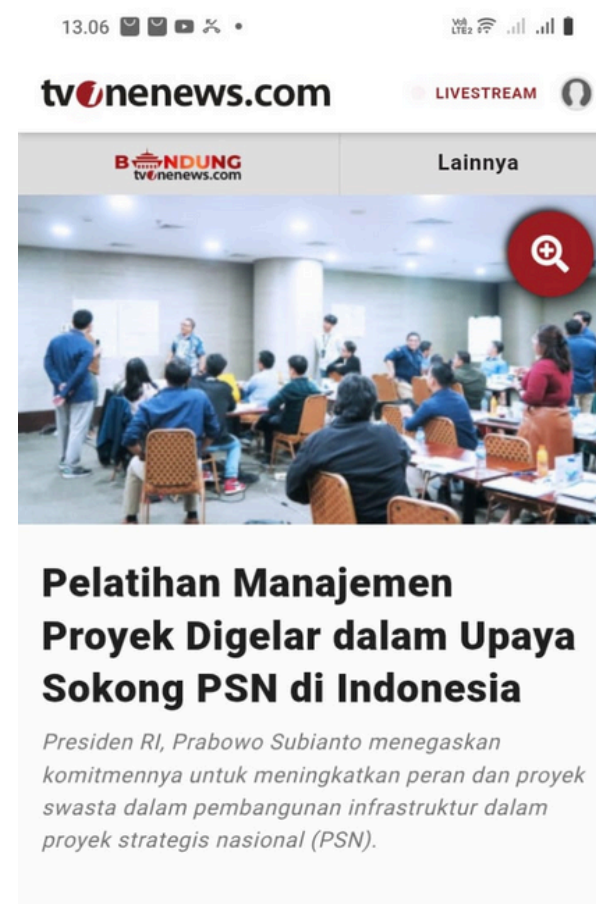 13.06
Vo)) LTE2
tvOnenews.com
LIVESTREAM
BANDUNG
tvOnenews.com
Lainnya
Pelatihan Manajemen
Proyek Digelar dalam Upaya
Sokong PSN di Indonesia
Presiden RI, Prabowo Subianto menegaskan
komitmennya untuk meningkatkan peran dan proyek
swasta dalam pembangunan infrastruktur dalam
proyek strategis nasional (PSN).